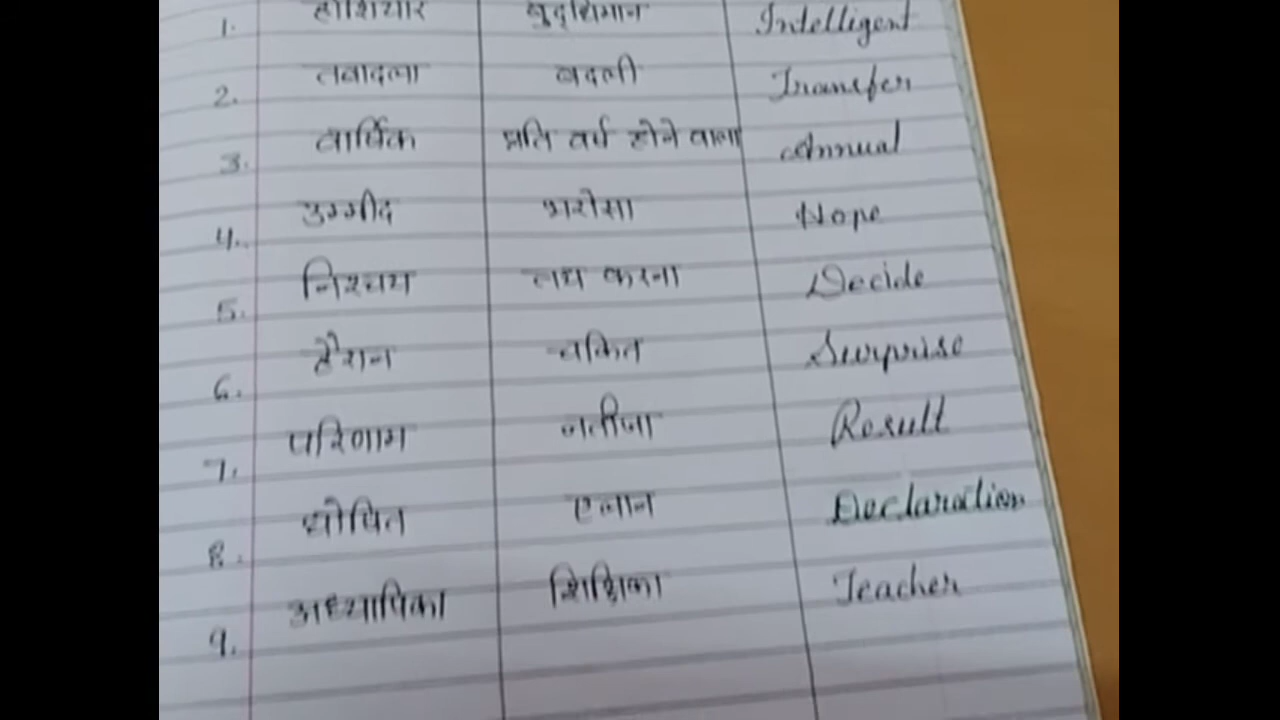 1. होशियार बुद्धिमान Intelligent
2. तबादला बदली Transfer
3. वार्षिक प्रति वर्ष होने वाला Annual
4. उम्मीद भरोसा Hope
5. निश्चय तय करना Decide
6. हैरान चकित Surprise
7. परिणाम नतीजा Result
8. घोषित एलान Declaration
9. अध्यापिका शिक्षिका Teacher